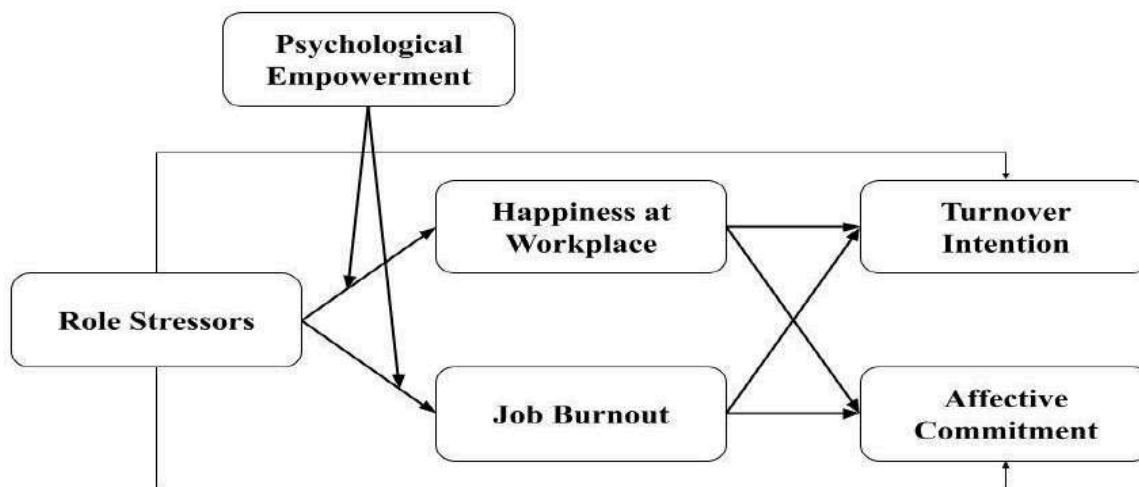 Psychological
Empowerment
Happiness at
Workplace
Turnover
Intention
Role Stressors
Job Burnout
Affective
Commitment